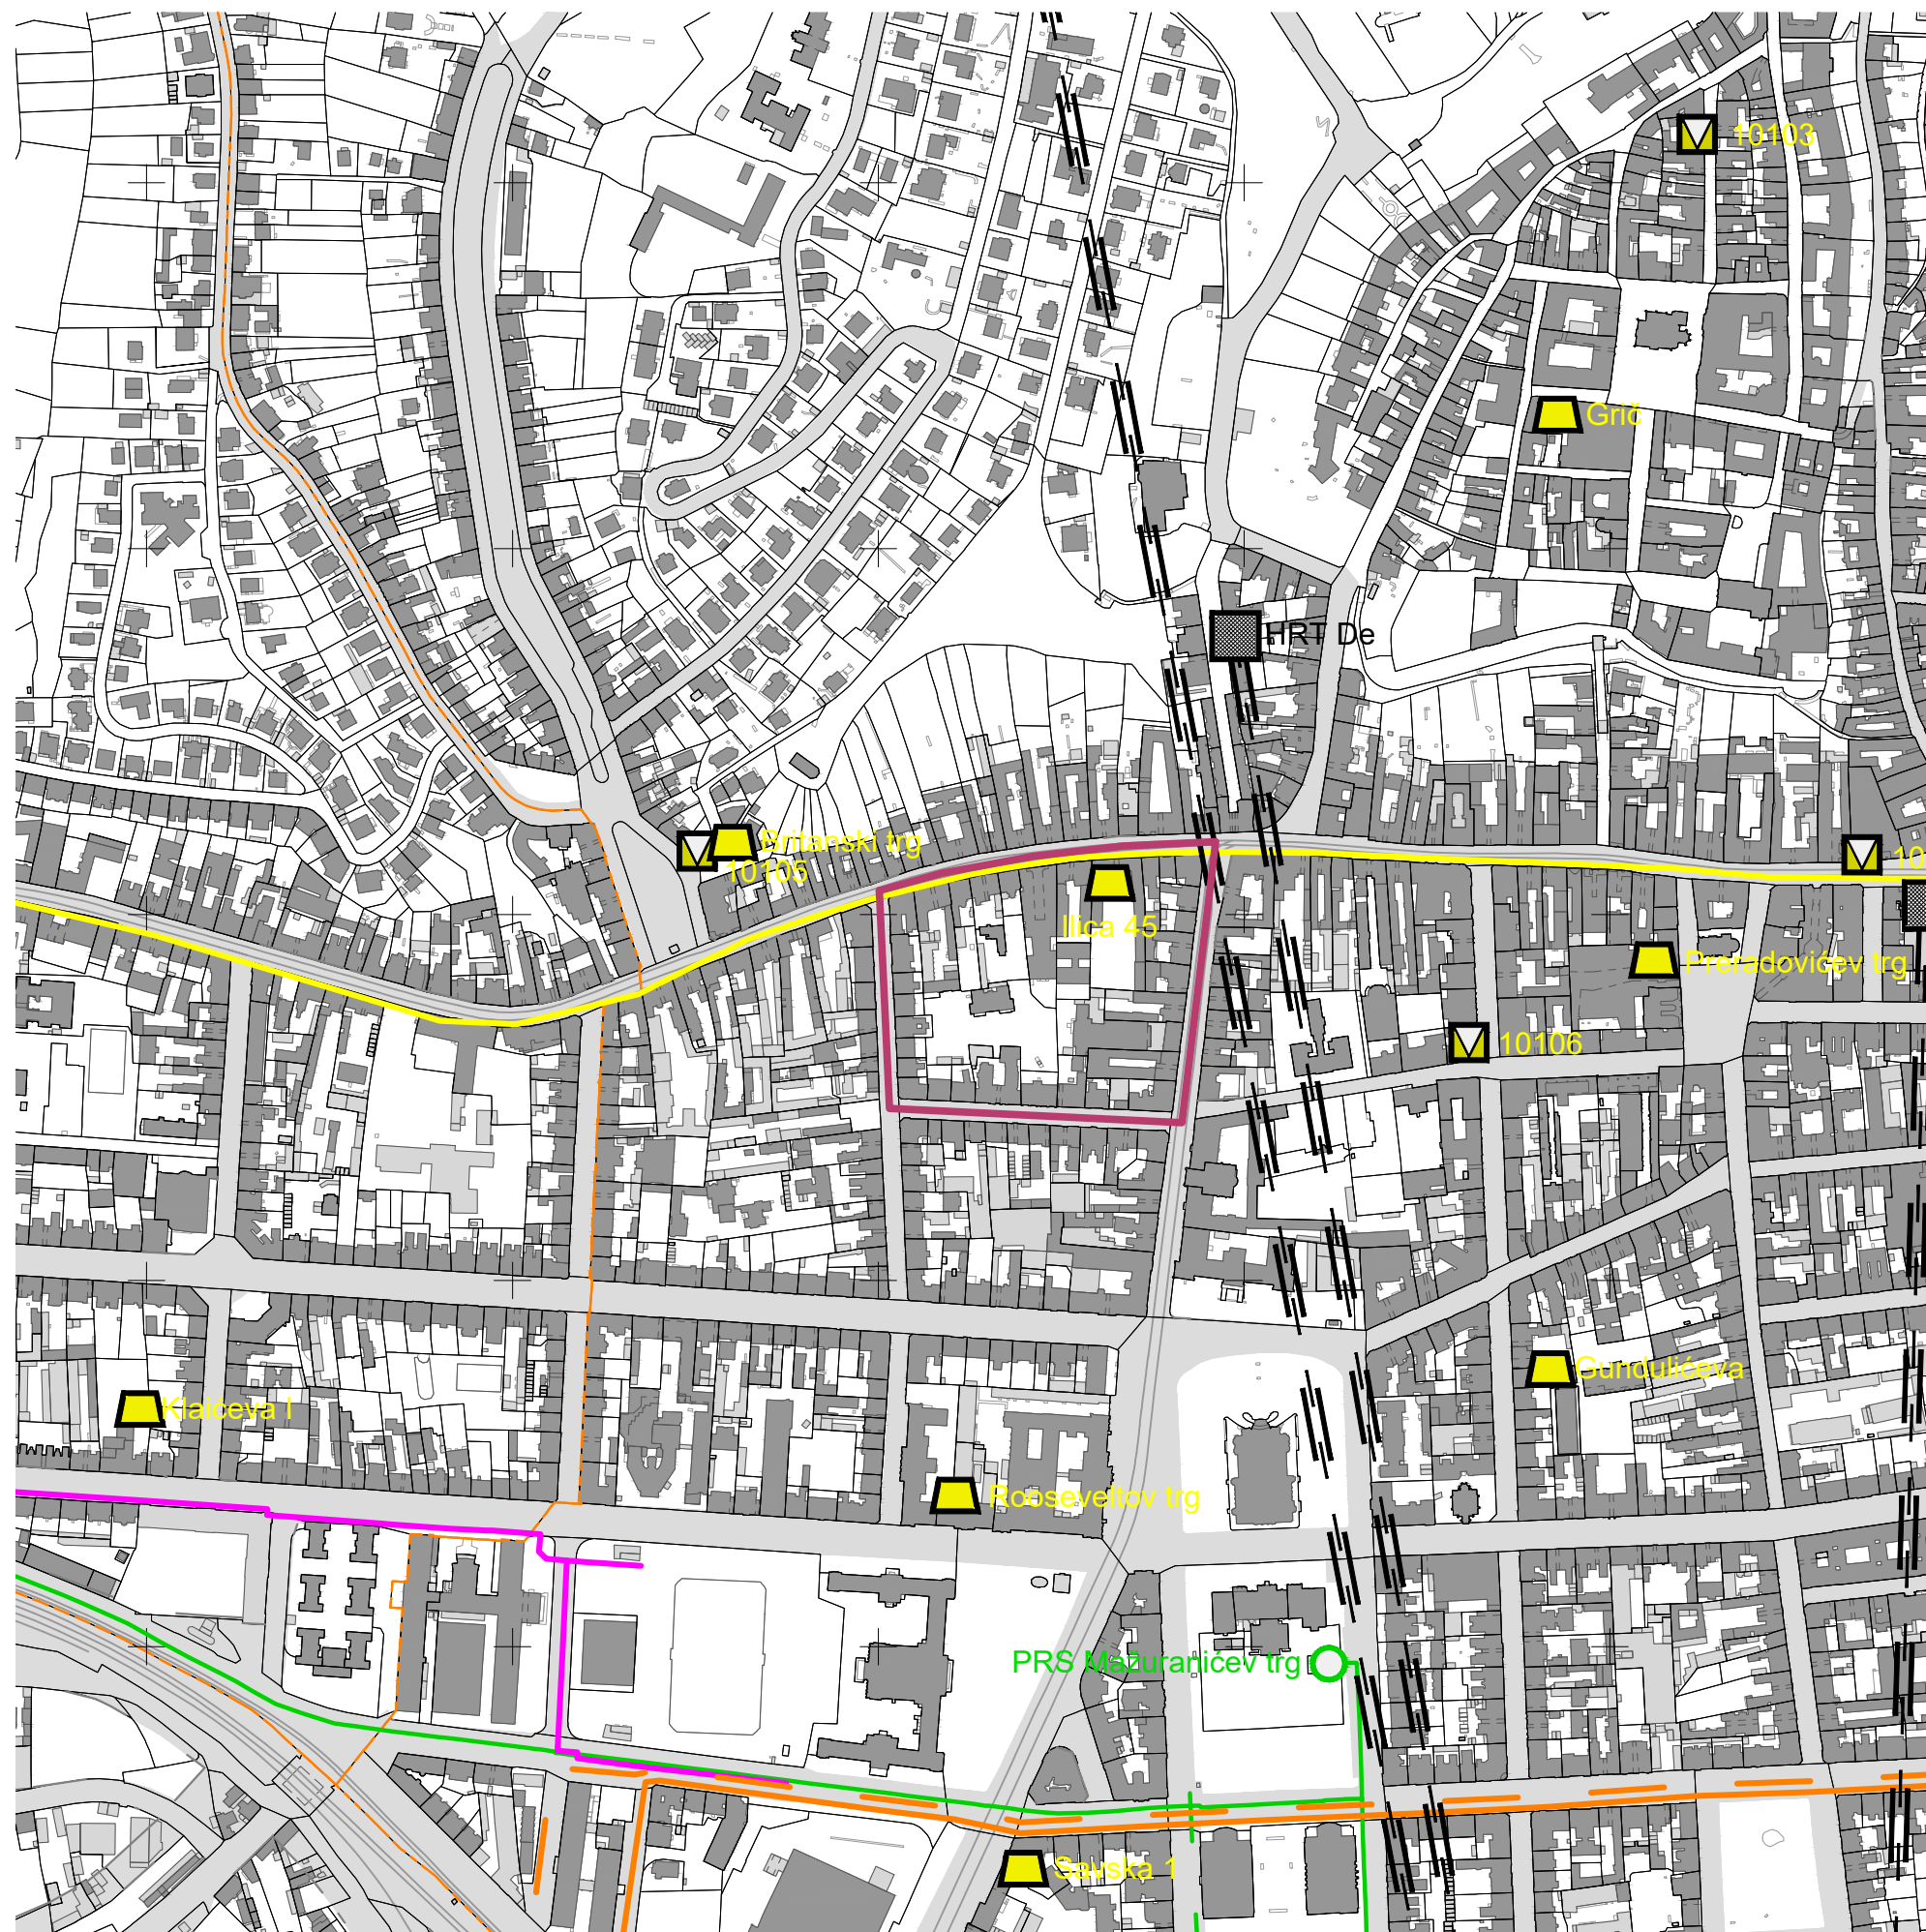 10103
Grič
HRT De
Britanski trg
10105
10
Ilica 45
Preradovićev trg
10106
Gundulićeva
Klaićeva I
Rooseveltov trg
PRS Mažuranićev trg
Savska 1